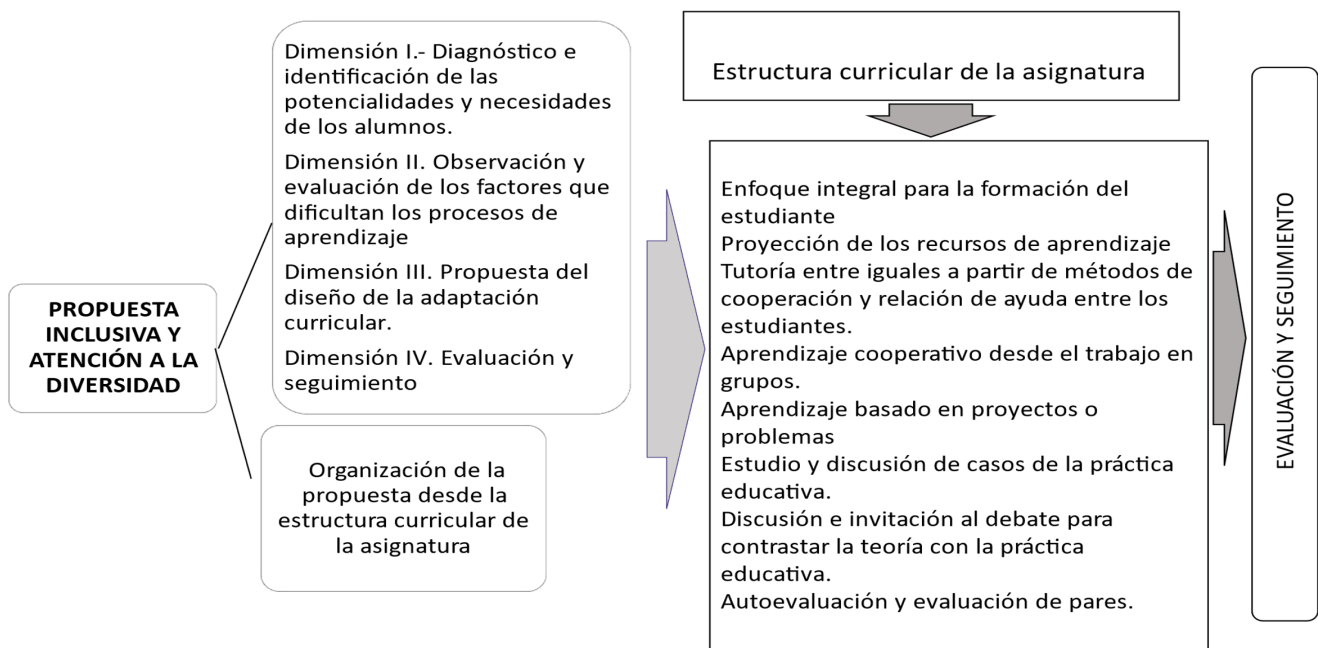 PROPUESTA
INCLUSIVA Y
ATENCIÓN A LA
DIVERSIDAD
Dimensión I.- Diagnóstico e
identificación de las
potencialidades y necesidades
de los alumnos.
Dimensión II. Observación y
evaluación de los factores que
dificultan los procesos de
aprendizaje
Dimensión III. Propuesta del
diseño de la adaptación
curricular.
Dimensión IV. Evaluación y
seguimiento
Organización de la
propuesta desde la
estructura curricular de
la asignatura
Estructura curricular de la asignatura
Enfoque integral para la formación del
estudiante
Proyección de los recursos de aprendizaje
Tutoría entre iguales a partir de métodos de
cooperación y relación de ayuda entre los
estudiantes.
Aprendizaje cooperativo desde el trabajo en
grupos.
Aprendizaje basado en proyectos o
problemas
Estudio y discusión de casos de la práctica
educativa.
Discusión e invitación al debate para
contrastar la teoría con la práctica
educativa.
Autoevaluación y evaluación de pares.
EVALUACIÓN Y SEGUIMIENTO